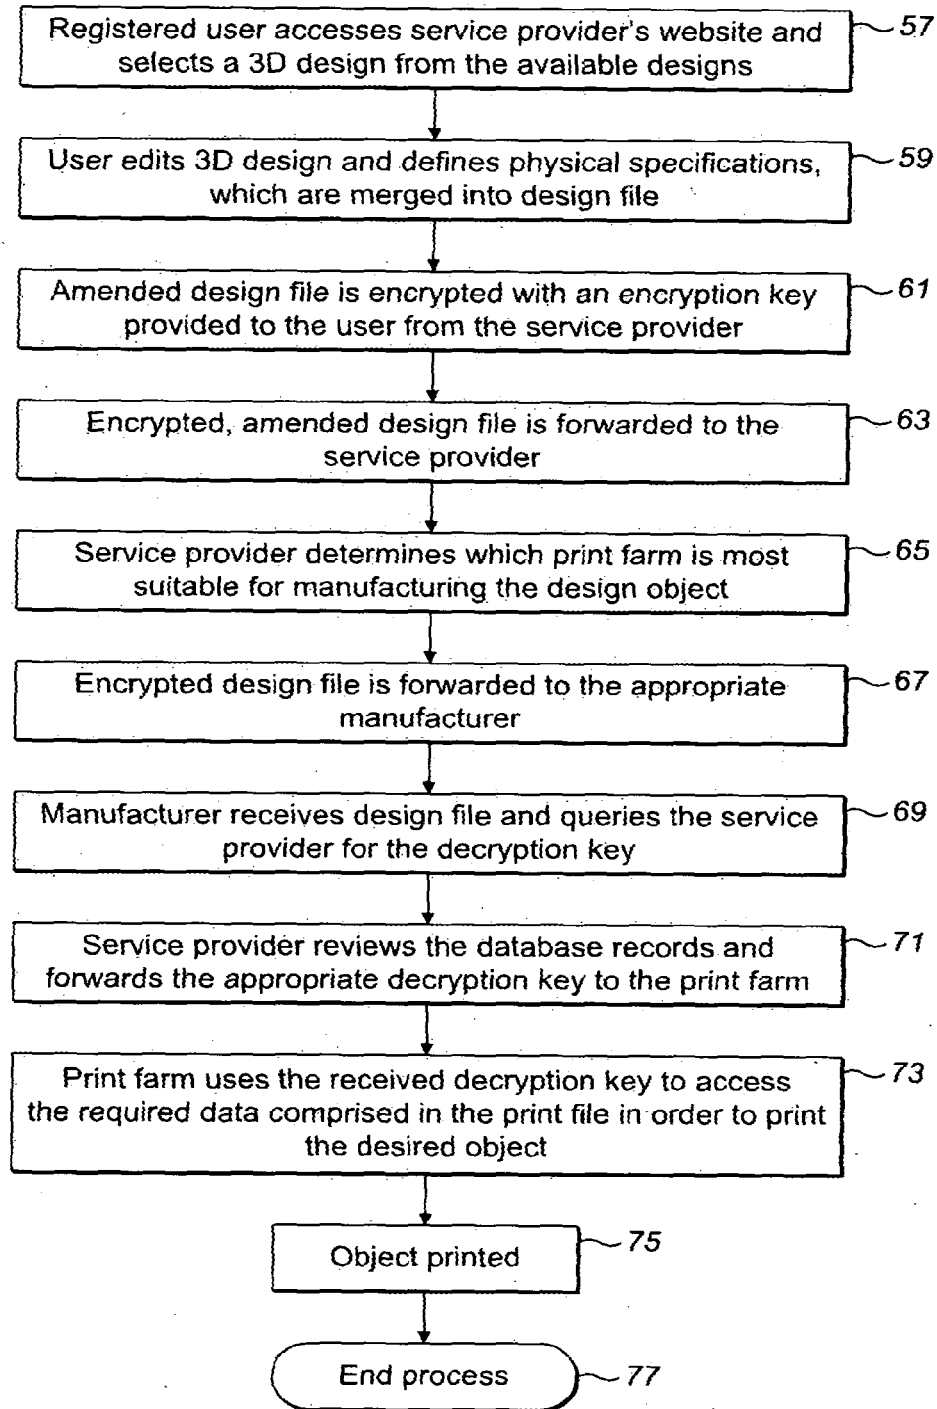 Registered user accesses service provider's website and
selects a 3D design from the available designs
57
User edits 3D design and defines physical specifications,
which are merged into design file
59
Amended design file is encrypted with an encryption key
provided to the user from the service provider
61
Encrypted, amended design file is forwarded to the
service provider
63
Service provider determines which print farm is most
suitable for manufacturing the design object
65
Encrypted design file is forwarded to the appropriate
manufacturer
67
Manufacturer receives design file and queries the service
provider for the decryption key
69
Service provider reviews the database records and
forwards the appropriate decryption key to the print farm
71
Print farm uses the received decryption key to access
the required data comprised in the print file in order to print
the desired object
73
Object printed
75
End process
77